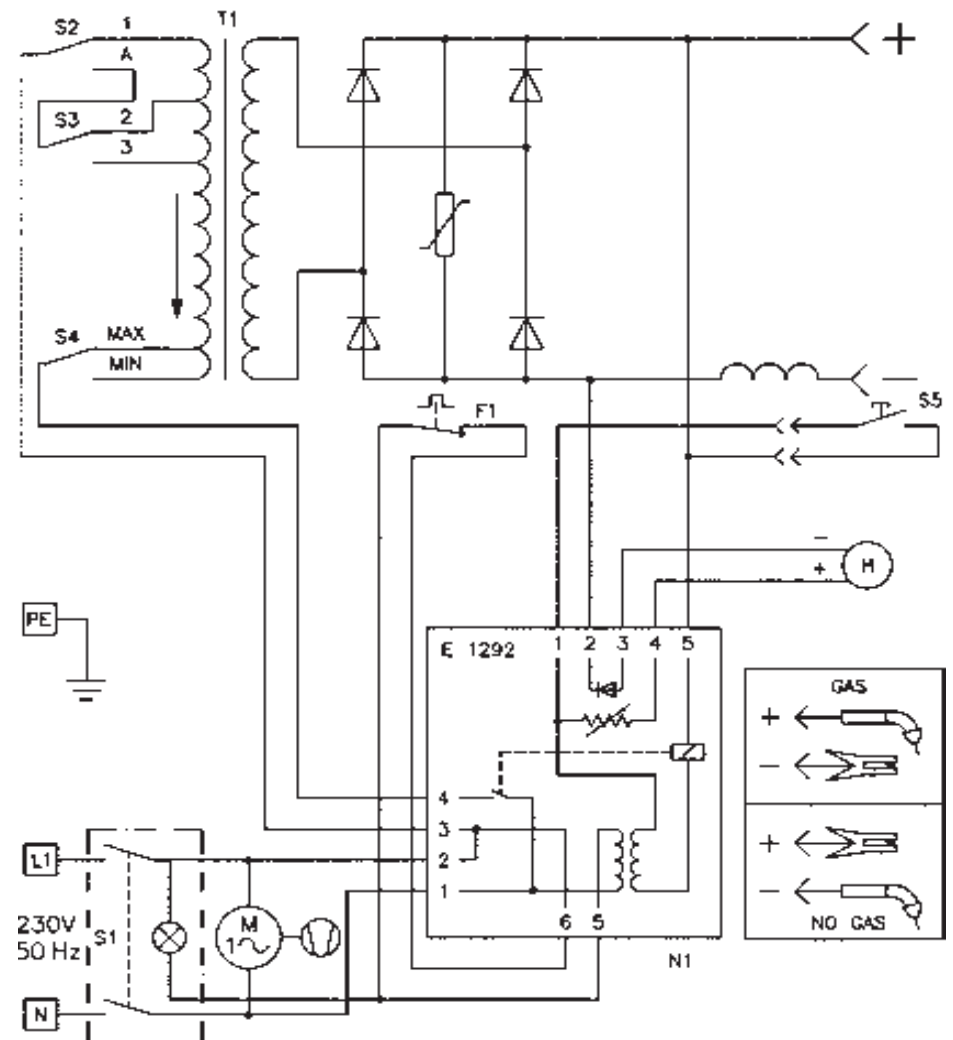 S2 1 T1
A
+
S3 2
3
S4 MAX
MIN
—
F1 S5
−
+ H
PE
E 1292 1 2 3 4 5
GAS
+
−
4
3
L1 2
1
+
−
230V
50 Hz S1 M
1~
6 5
NO GAS
N1
N